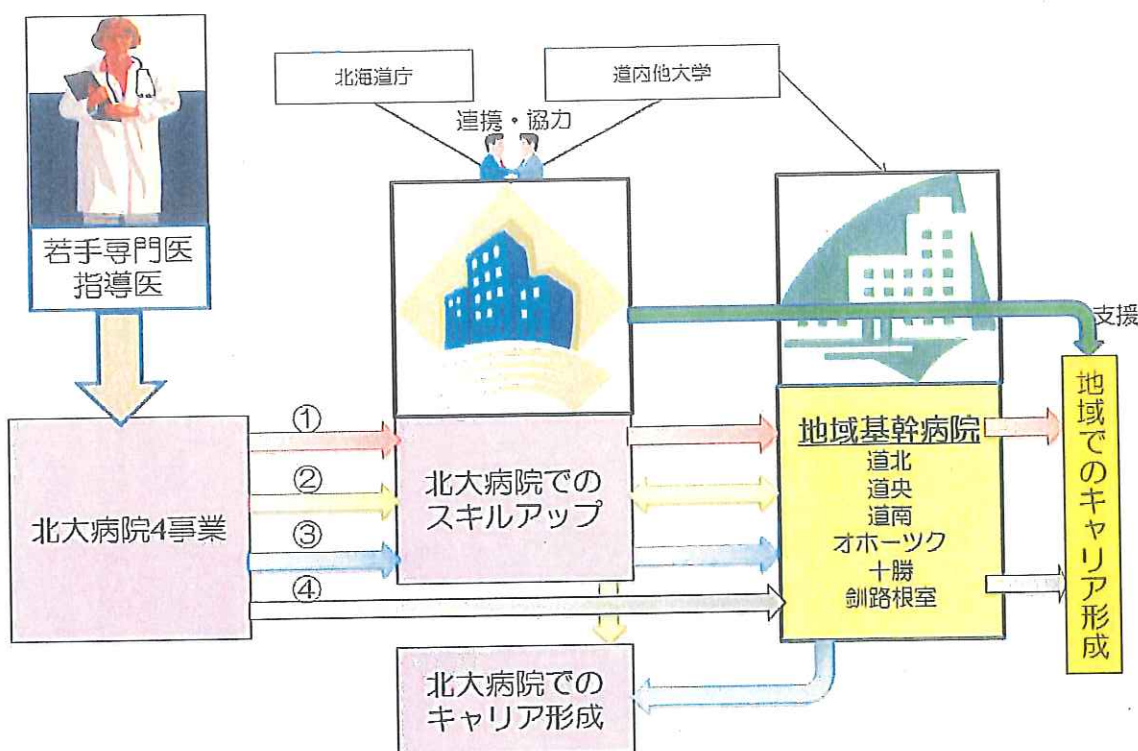 北海道庁
道内他大学
連携・協力
若手専門医
指導医
支援
北大病院4事業
①
②
③
④
北大病院での
スキルアップ
地域基幹病院
道北
道央
道南
オホーツク
十勝
釧路根室
地域でのキャリア形成
北大病院での
キャリア形成